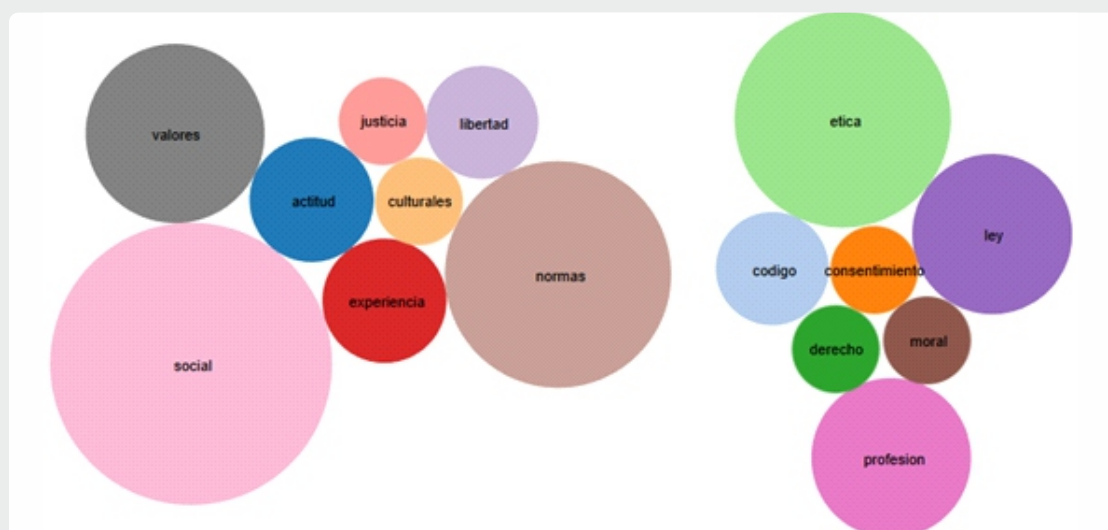 valores
justicia
libertad
actitud
culturales
experiencia
normas
social
etica
ley
codigo
consentimiento
derecho
moral
profesion